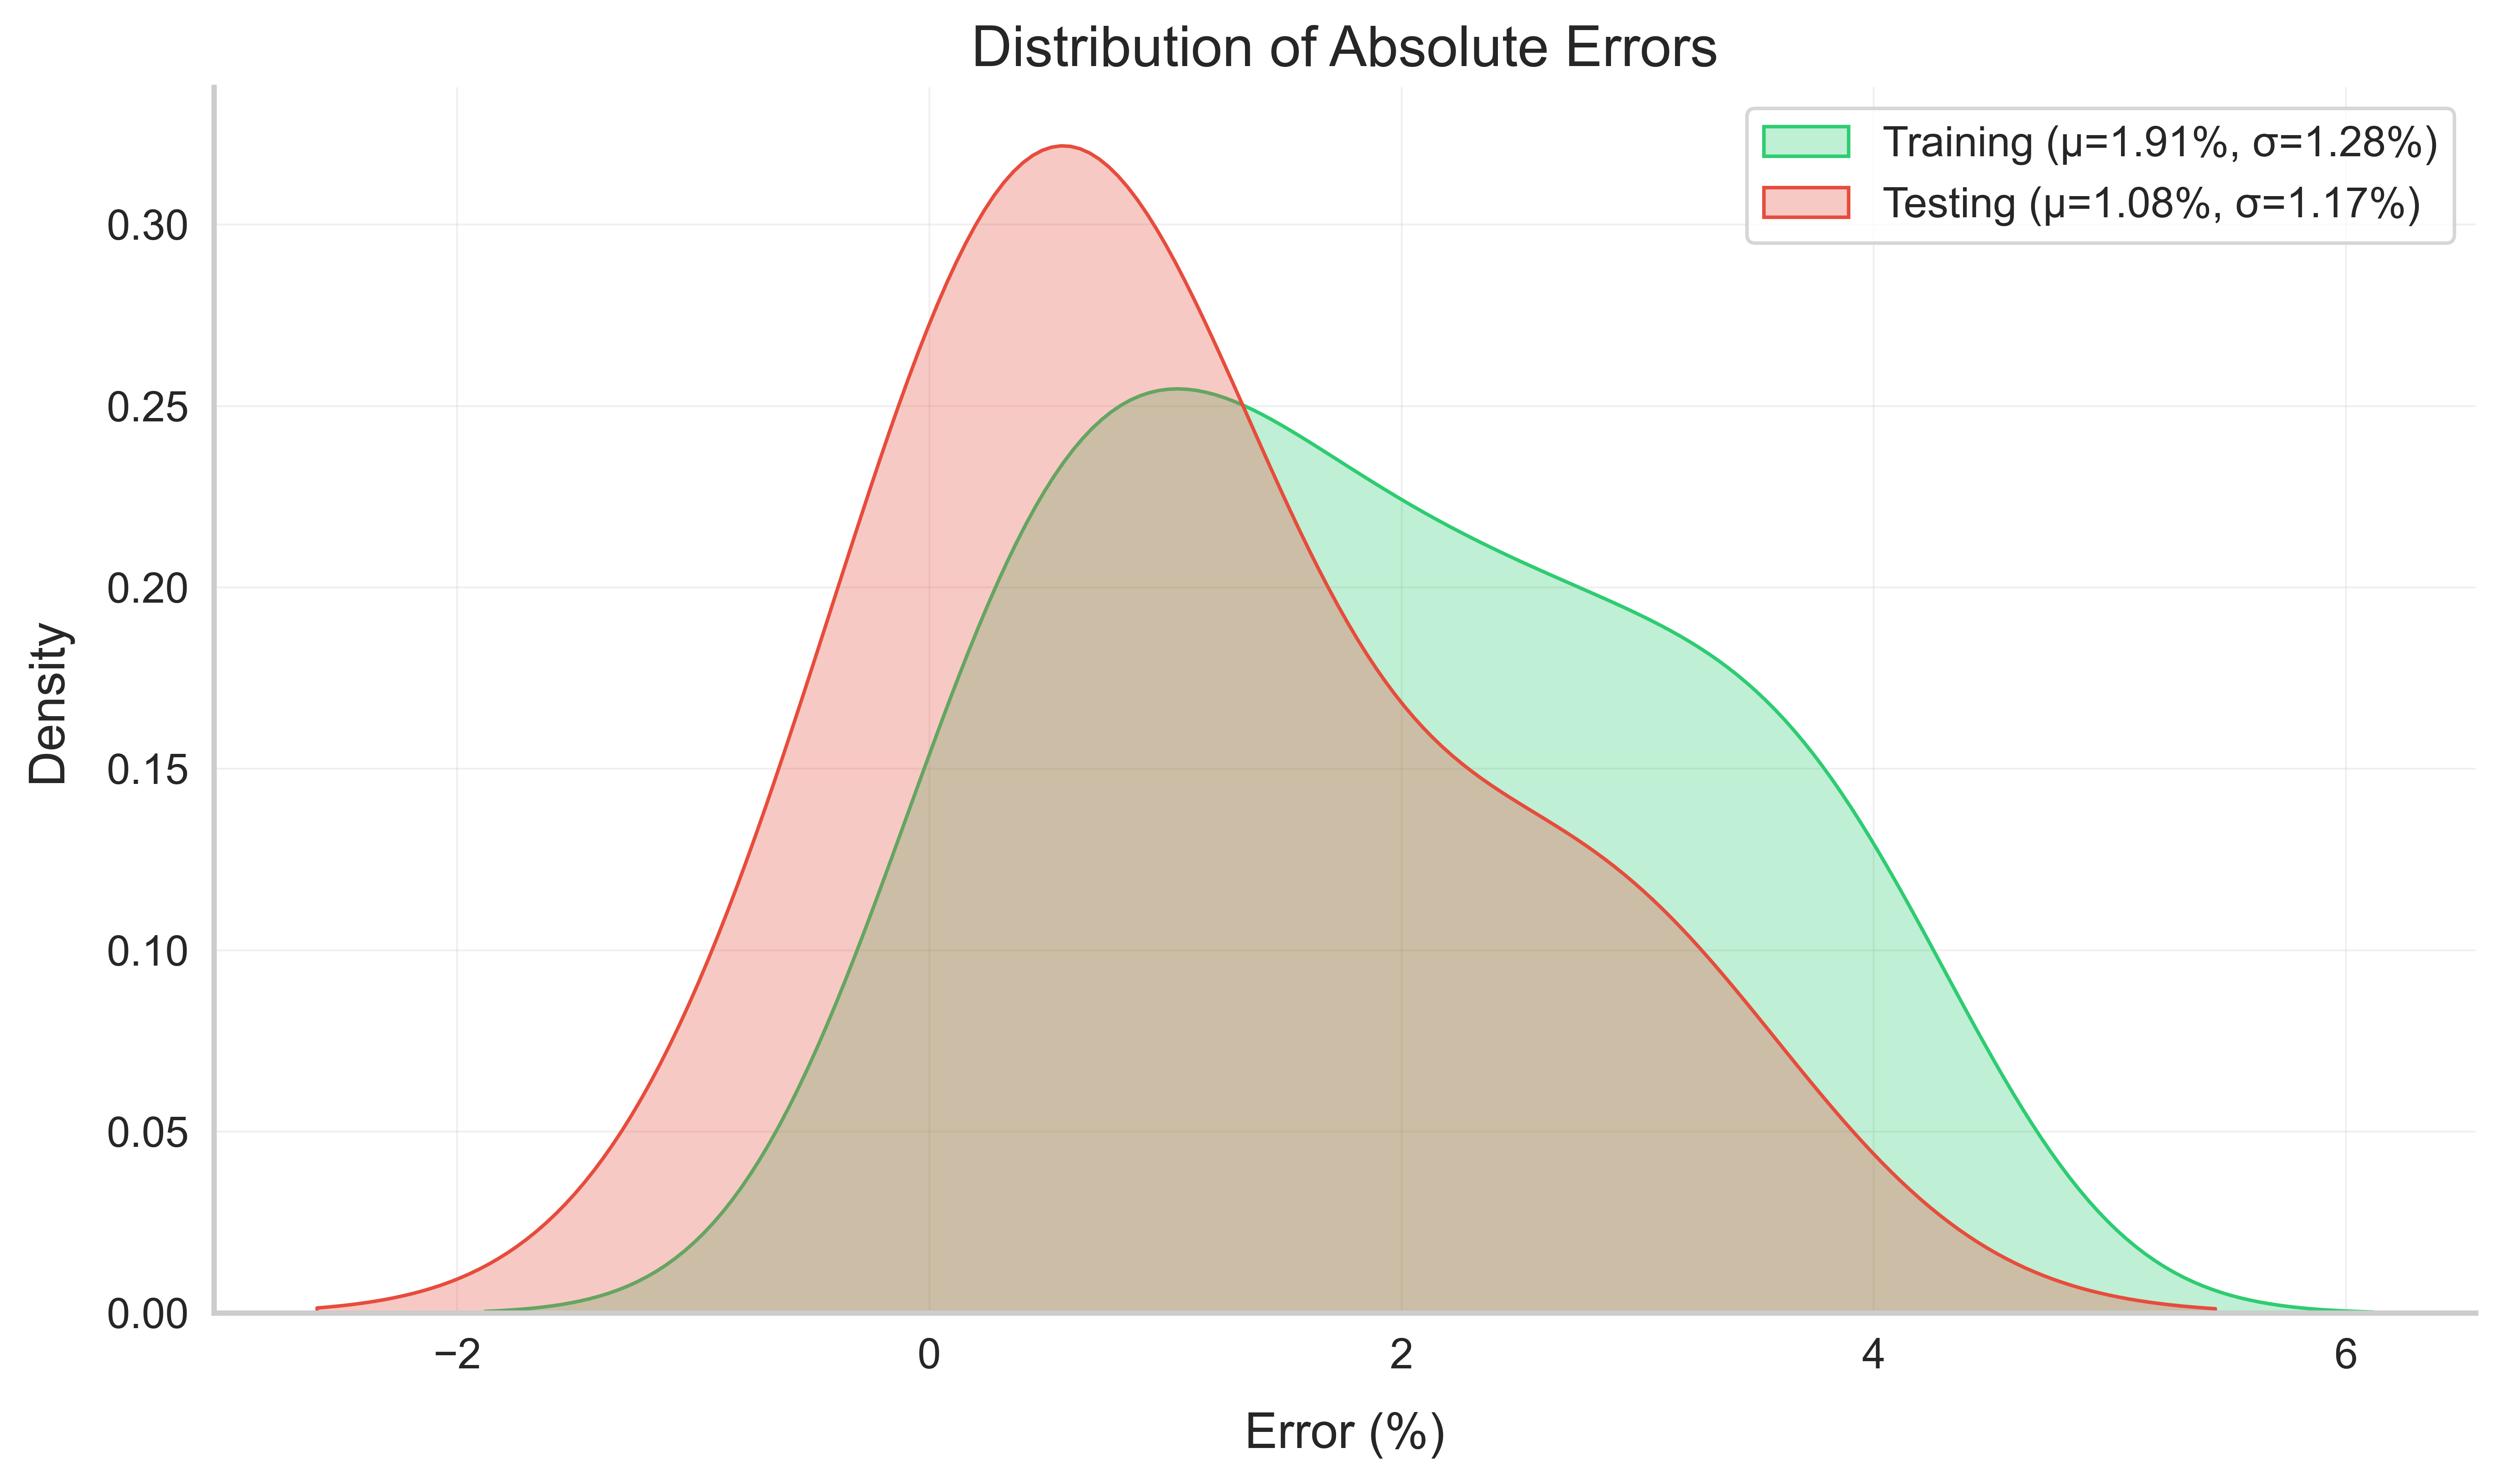 Distribution of Absolute Errors
Training (μ=1.91%, σ=1.28%)
Testing (μ=1.08%, σ=1.17%)
0.30
0.25
0.20
0.15
0.10
0.05
0.00
Density
−2
0
2
4
6
Error (%)